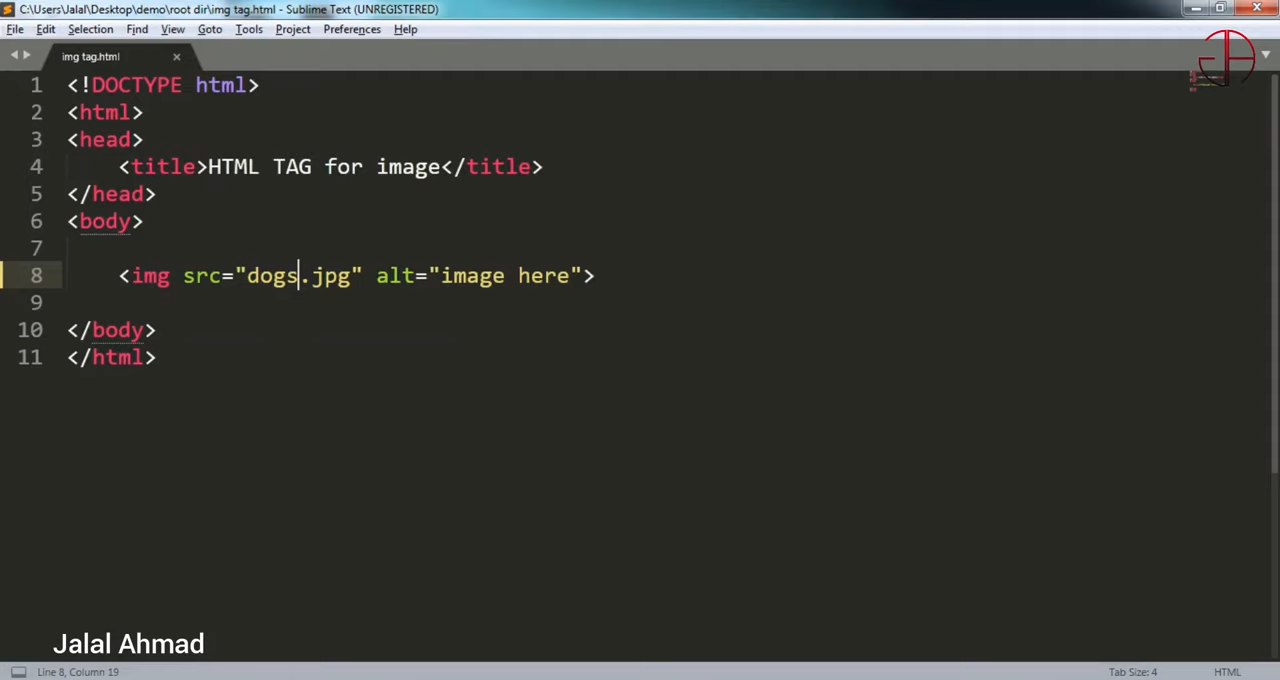 C:\Users\Jalal\Desktop\demo\root dir\img tag.html - Sublime Text (UNREGISTERED)
File Edit Selection Find View Goto Tools Project Preferences Help
img tag.html
1 <!DOCTYPE html>
2 <html>
3 <head>
4 <title>HTML TAG for image</title>
5 </head>
6 <body>
7
8 <img src="dogs.jpg" alt="image here">
9
10 </body>
11 </html>
Jalal Ahmad
Line 8, Column 19 Tab Size: 4 HTML